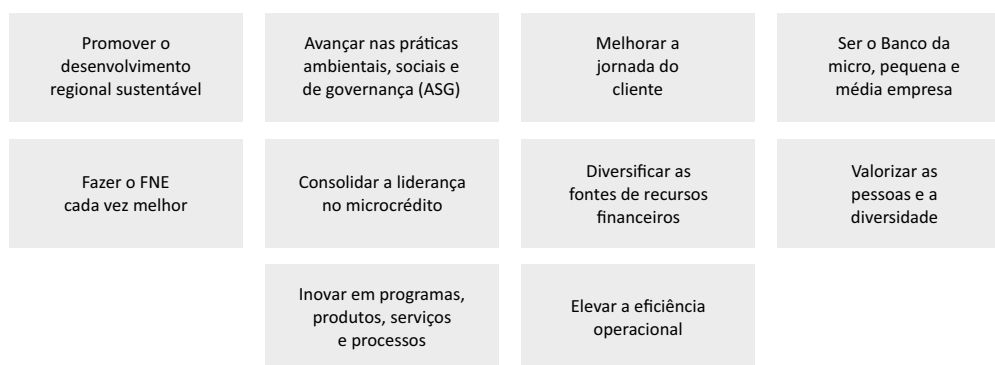 Promover o
desenvolvimento
regional sustentável
Avançar nas práticas
ambientais, sociais e
de governança (ASG)
Melhorar a
jornada do
cliente
Ser o Banco da
micro, pequena e
média empresa
Fazer o FNE
cada vez melhor
Consolidar a liderança
no microcrédito
Diversificar as
fontes de recursos
financeiros
Valorizar as
pessoas e a
diversidade
Inovar em programas,
produtos, serviços
e processos
Elevar a eficiência
operacional